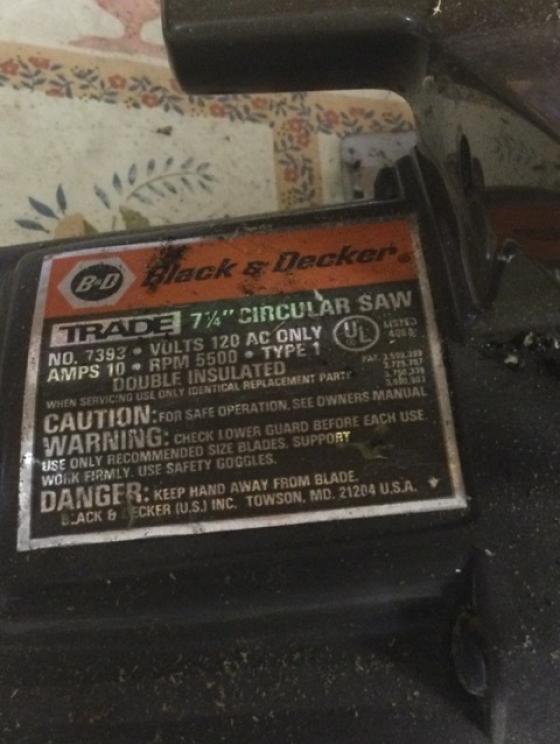 B&D Black & Decker®
TRADE 7¼" CIRCULAR SAW
NO. 7393 • VOLTS 120 AC ONLY
AMPS 10 • RPM 5500 • TYPE 1
UL LISTED
DOUBLE INSULATED
PAT.
WHEN SERVICING USE ONLY IDENTICAL REPLACEMENT PARTS
CAUTION: FOR SAFE OPERATION, SEE OWNERS MANUAL
WARNING: CHECK LOWER GUARD BEFORE EACH USE.
USE ONLY RECOMMENDED SIZE BLADES. SUPPORT
WORK FIRMLY. USE SAFETY GOGGLES.
DANGER: KEEP HAND AWAY FROM BLADE.
BLACK & DECKER (U.S.) INC. TOWSON, MD. 21204 U.S.A.